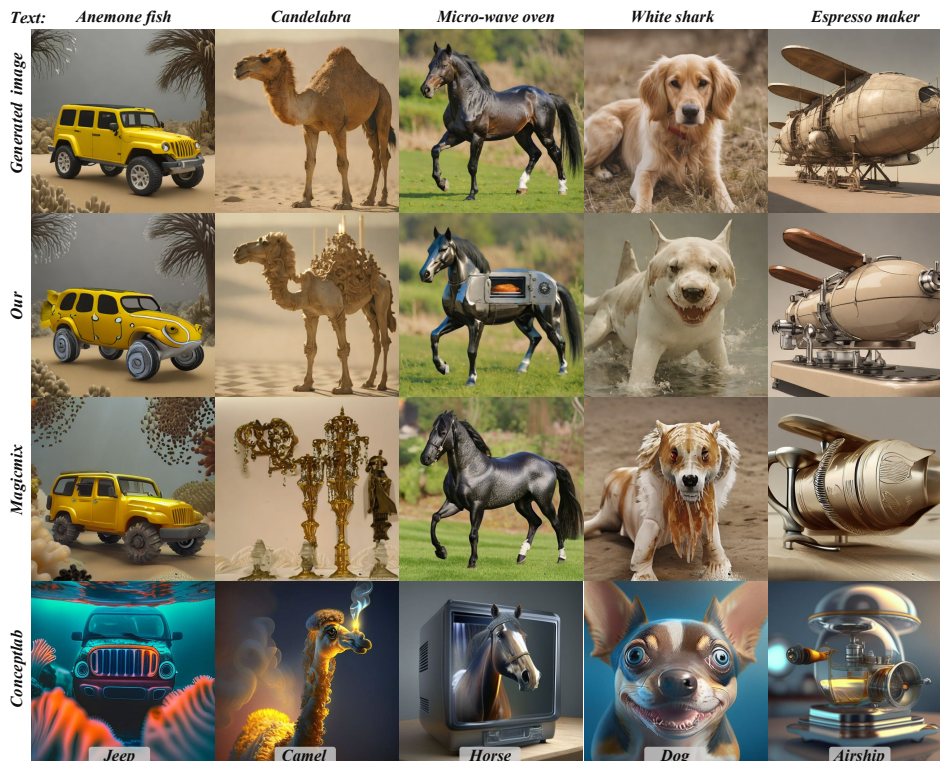 Text: Anemone fish Candelabra Micro-wave oven White shark Espresso maker
Generated image
Our
Magicmix
Conceptlab
Jeep Camel Horse Dog Airship